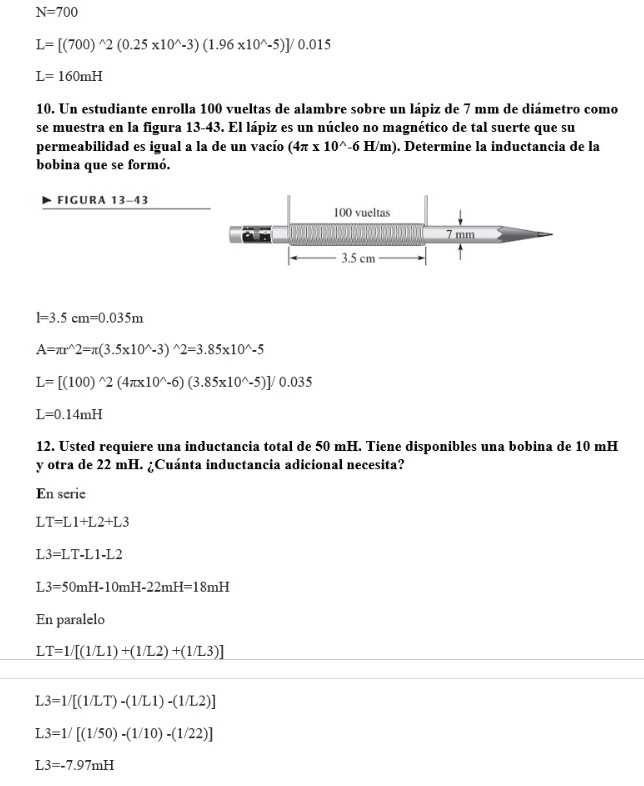 N=700
L= [(700) ^2 (0.25 x10^-3) (1.96 x10^-5)]/ 0.015
L= 160mH
10. Un estudiante enrolla 100 vueltas de alambre sobre un lápiz de 7 mm de diámetro como
se muestra en la figura 13-43. El lápiz es un núcleo no magnético de tal suerte que su
permeabilidad es igual a la de un vacío (4π x 10^-6 H/m). Determine la inductancia de la
bobina que se formó.
▶ FIGURA 13–43
100 vueltas
7 mm
3.5 cm
l=3.5 cm=0.035m
A=πr^2=π(3.5x10^-3) ^2=3.85x10^-5
L= [(100) ^2 (4πx10^-6) (3.85x10^-5)]/ 0.035
L=0.14mH
12. Usted requiere una inductancia total de 50 mH. Tiene disponibles una bobina de 10 mH
y otra de 22 mH. ¿Cuánta inductancia adicional necesita?
En serie
LT=L1+L2+L3
L3=LT-L1-L2
L3=50mH-10mH-22mH=18mH
En paralelo
LT=1/[(1/L1) +(1/L2) +(1/L3)]
L3=1/[(1/LT) -(1/L1) -(1/L2)]
L3=1/ [(1/50) -(1/10) -(1/22)]
L3=-7.97mH